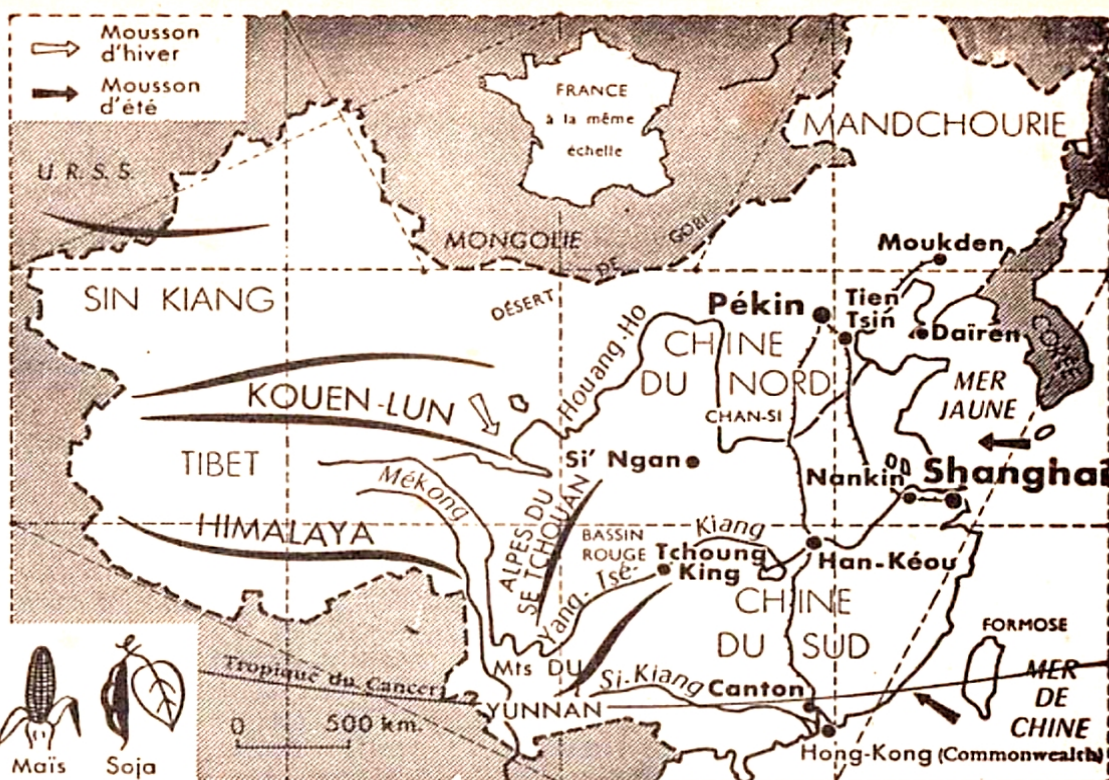 Mousson
d'hiver
Mousson
d'été
FRANCE
à la même
échelle
MANDCHOURIE
U.R.S.S.
MONGOLIE
DÉSERT DE GOBI
Moukden
SIN KIANG
Pékin
Tien
Tsin
Daïren
CORÉE
Houang-Ho
CHINE
DU NORD
CHAN-SI
MER
JAUNE
KOUEN-LUN
TIBET
Si' Ngan
Nankin
Shanghaï
Mékong
HIMALAYA
ALPES DU
SE TCHOUAN
BASSIN
ROUGE
Yang-Tsé-Kiang
Tchoung
King
Han-Kéou
CHINE
DU SUD
FORMOSE
MER
DE
CHINE
Tropique du Cancer
Mts DU
YUNNAN
Si-Kiang
Canton
Hong-Kong (Commonwealth)
0 500 km.
Maïs
Soja